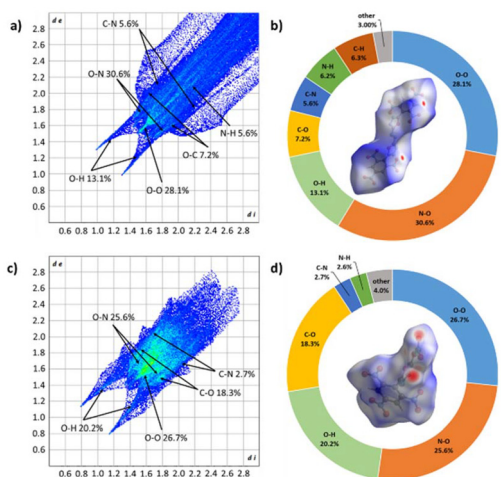 a)
d e
2.8
2.6
2.4
2.2
2.0
1.8
1.6
1.4
1.2
1.0
0.8
0.6
C-N 5.6%
O-N 30.6%
N-H 5.6%
O-C 7.2%
O-H 13.1%
O-O 28.1%
d i
0.6 0.8 1.0 1.2 1.4 1.6 1.8 2.0 2.2 2.4 2.6 2.8
b)
other
3.00%
C-H
6.3%
N-H
6.2%
C-N
5.6%
C-O
7.2%
O-H
13.1%
O-O
28.1%
N-O
30.6%
c)
d e
2.8
2.6
2.4
2.2
2.0
1.8
1.6
1.4
1.2
1.0
0.8
0.6
O-N 25.6%
C-N 2.7%
C-O 18.3%
O-H 20.2%
O-O 26.7%
d i
0.6 0.8 1.0 1.2 1.4 1.6 1.8 2.0 2.2 2.4 2.6 2.8
d)
N-H
2.6%
C-N
2.7%
other
4.0%
C-O
18.3%
O-O
26.7%
O-H
20.2%
N-O
25.6%